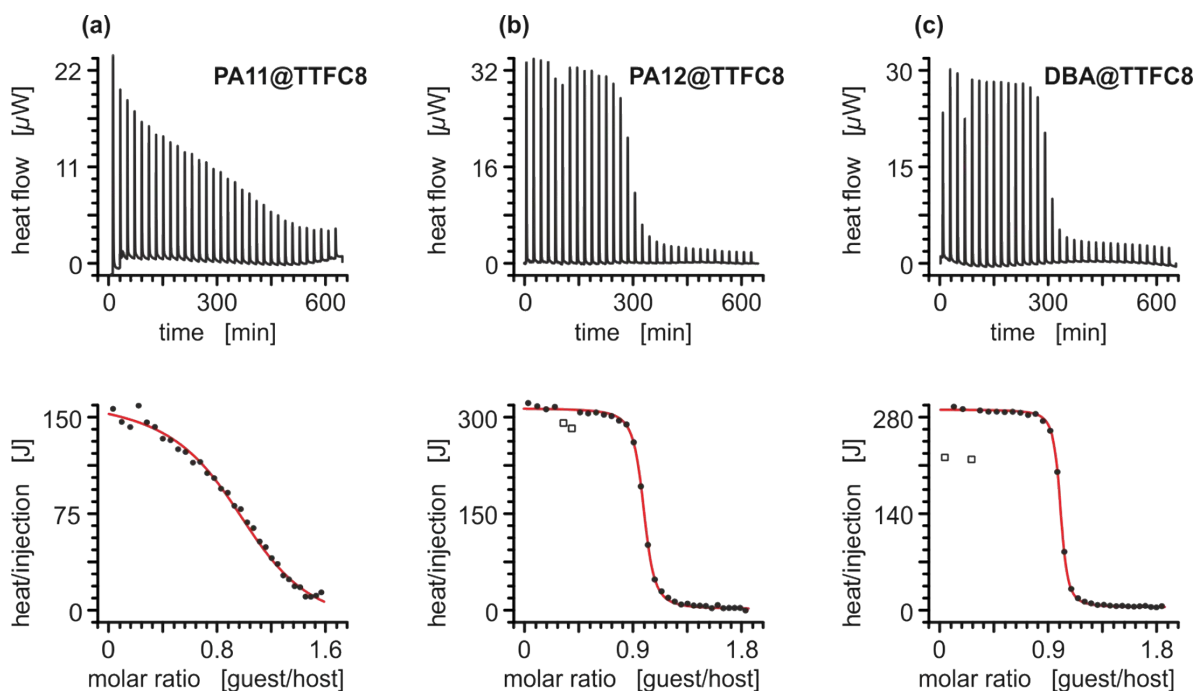 (a)
PA11@TTFC8
heat flow [µW]
22
11
0
0 300 600
time [min]
(b)
PA12@TTFC8
heat flow [µW]
32
16
0
0 300 600
time [min]
(c)
DBA@TTFC8
heat flow [µW]
30
15
0
0 300 600
time [min]
heat/injection [J]
150
75
0
0 0.8 1.6
molar ratio [guest/host]
heat/injection [J]
300
150
0
0 0.9 1.8
molar ratio [guest/host]
heat/injection [J]
280
140
0
0 0.9 1.8
molar ratio [guest/host]